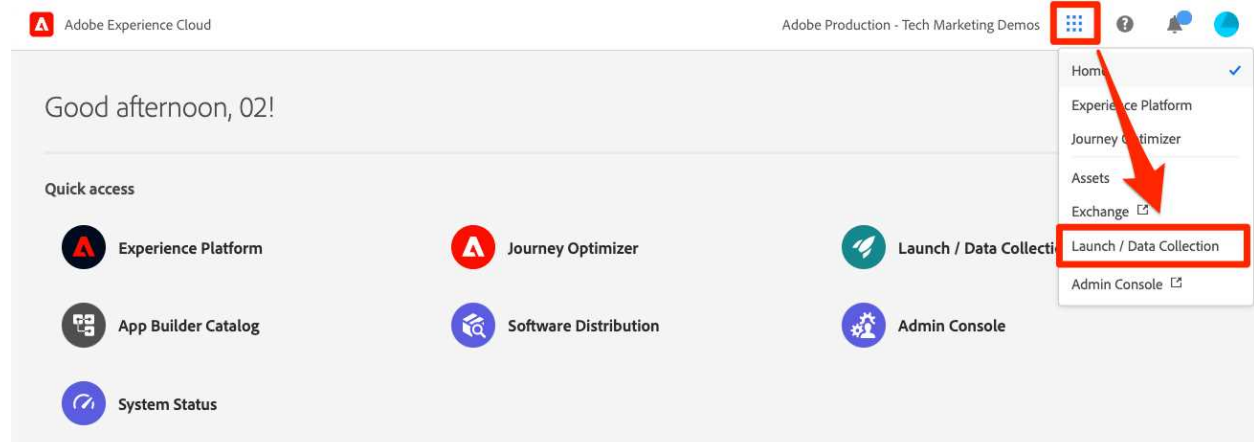 Adobe Experience Cloud
Adobe Production - Tech Marketing Demos
Home
Experience Platform
Journey Optimizer
Assets
Exchange
Launch / Data Collection
Admin Console
Good afternoon, 02!
Quick access
Experience Platform
Journey Optimizer
Launch / Data Collecti
App Builder Catalog
Software Distribution
Admin Console
System Status